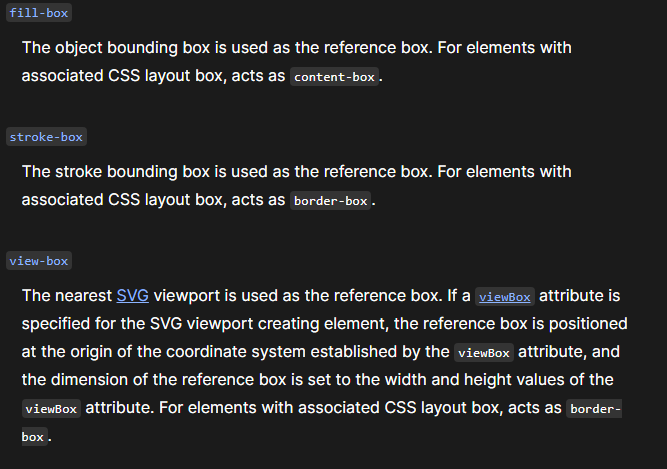 fill-box
The object bounding box is used as the reference box. For elements with
associated CSS layout box, acts as content-box.
stroke-box
The stroke bounding box is used as the reference box. For elements with
associated CSS layout box, acts as border-box.
view-box
The nearest SVG viewport is used as the reference box. If a viewBox attribute is
specified for the SVG viewport creating element, the reference box is positioned
at the origin of the coordinate system established by the viewBox attribute, and
the dimension of the reference box is set to the width and height values of the
viewBox attribute. For elements with associated CSS layout box, acts as border-
box.